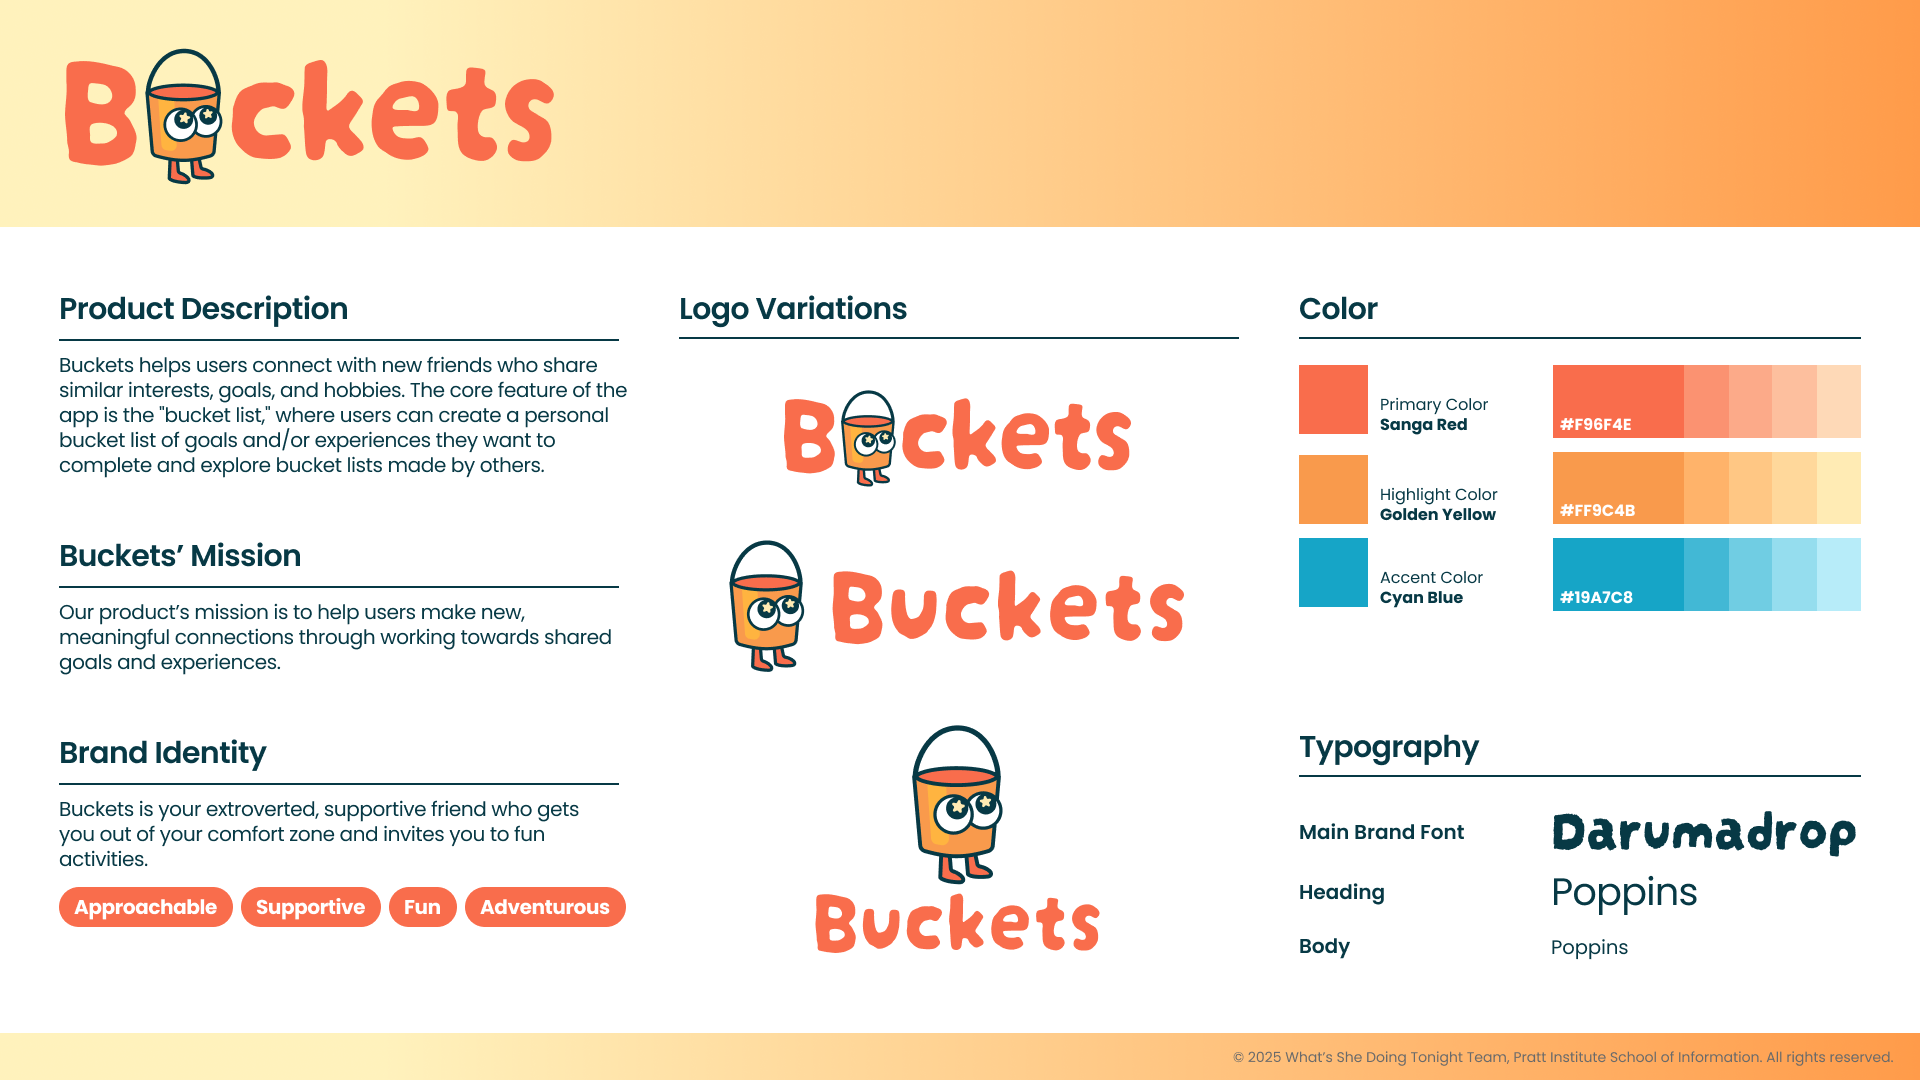 Buckets
Product Description
Buckets helps users connect with new friends who share
similar interests, goals, and hobbies. The core feature of the
app is the "bucket list," where users can create a personal
bucket list of goals and/or experiences they want to
complete and explore bucket lists made by others.
Buckets’ Mission
Our product’s mission is to help users make new,
meaningful connections through working towards shared
goals and experiences.
Brand Identity
Buckets is your extroverted, supportive friend who gets
you out of your comfort zone and invites you to fun
activities.
Approachable Supportive Fun Adventurous
Logo Variations
Buckets
Buckets
Buckets
Color
Primary Color
Sanga Red
#F96F4E
Highlight Color
Golden Yellow
#FF9C4B
Accent Color
Cyan Blue
#19A7C8
Typography
Main Brand Font Darumadrop
Heading Poppins
Body Poppins
© 2025 What’s She Doing Tonight Team, Pratt Institute School of Information. All rights reserved.